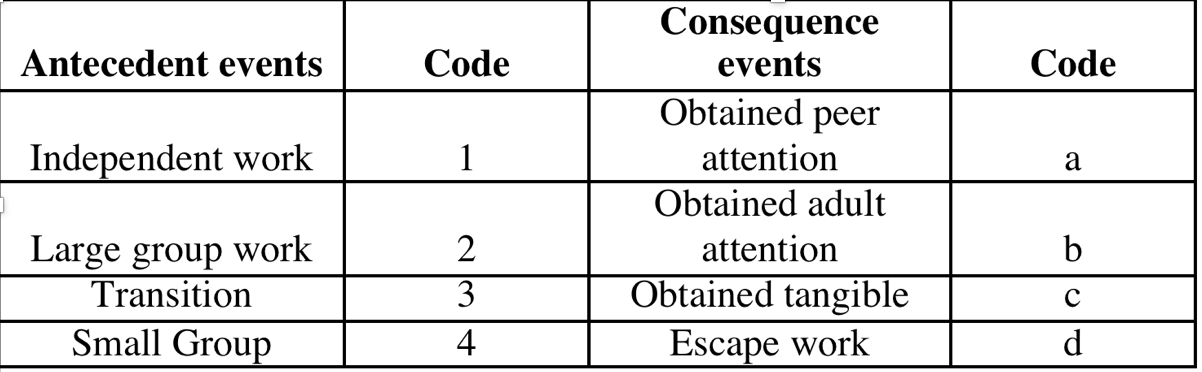 Antecedent events Code Consequence events Code
Independent work 1 Obtained peer attention a
Large group work 2 Obtained adult attention b
Transition 3 Obtained tangible c
Small Group 4 Escape work d